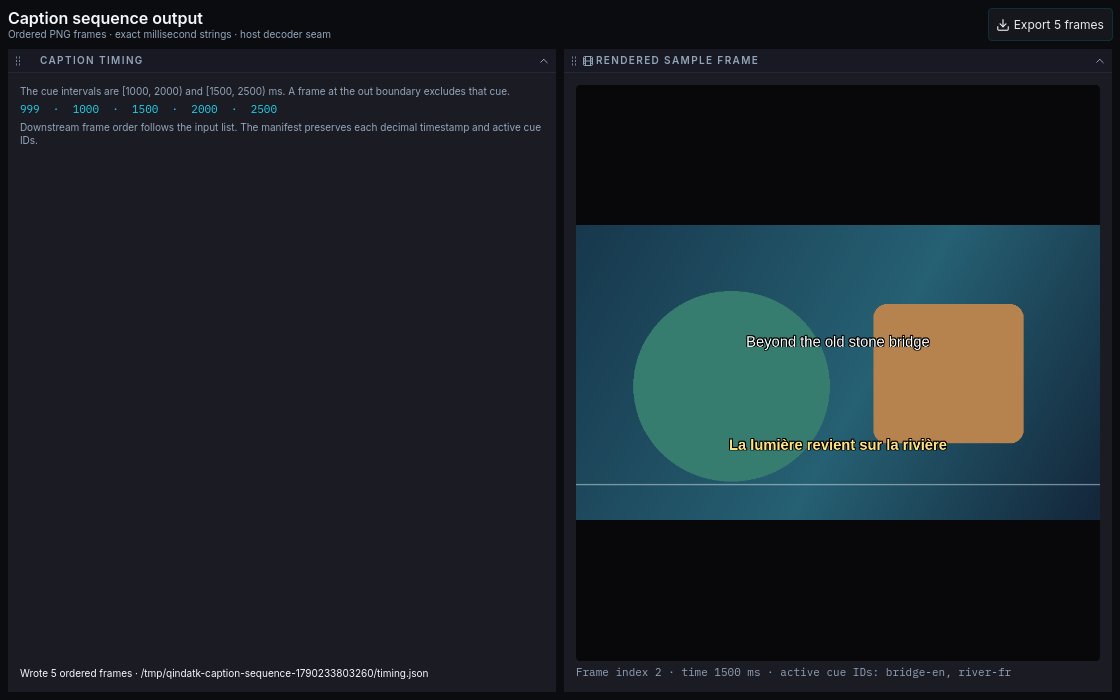 Caption sequence output
Ordered PNG frames · exact millisecond strings · host decoder seam
Export 5 frames
CAPTION TIMING
The cue intervals are [1000, 2000) and [1500, 2500) ms. A frame at the out boundary excludes that cue.
999 · 1000 · 1500 · 2000 · 2500
Downstream frame order follows the input list. The manifest preserves each decimal timestamp and active cue
IDs.
Wrote 5 ordered frames · /tmp/qindatk-caption-sequence-1790233803260/timing.json
RENDERED SAMPLE FRAME
Beyond the old stone bridge
La lumière revient sur la rivière
Frame index 2 · time 1500 ms · active cue IDs: bridge-en, river-fr